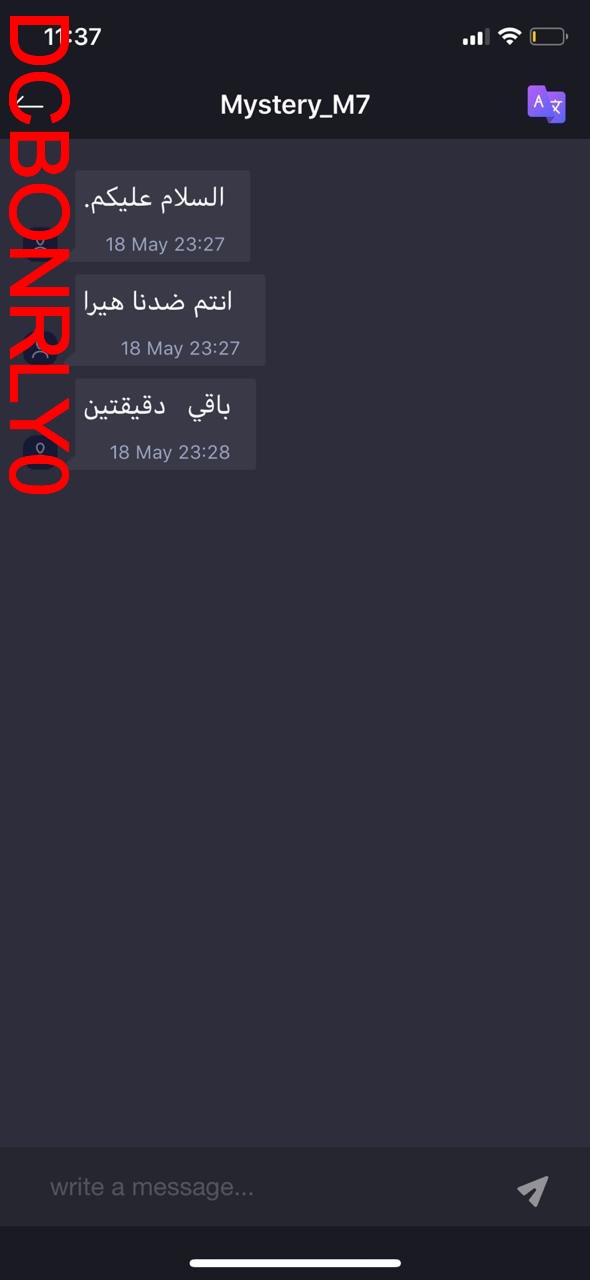 11:37
DCBONRLY0
Mystery_M7
السلام عليكم.
18 May 23:27
انتم ضدنا هيرا
18 May 23:27
باقي دقيقتين
18 May 23:28
write a message...